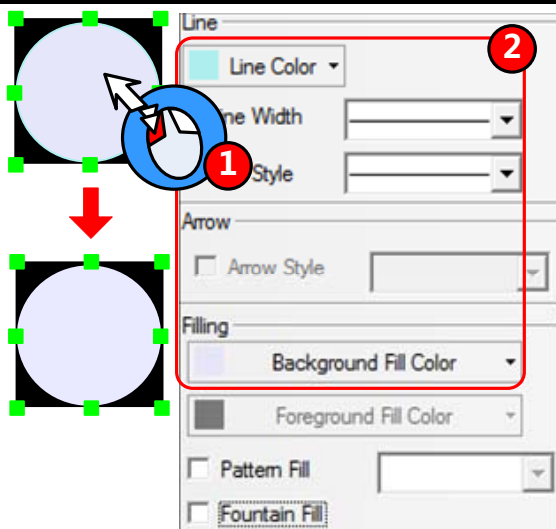 Line
2
Line Color
ne Width
1
Style
Arrow
Arrow Style
Filling
Background Fill Color
Foreground Fill Color
Pattern Fill
Fountain Fill